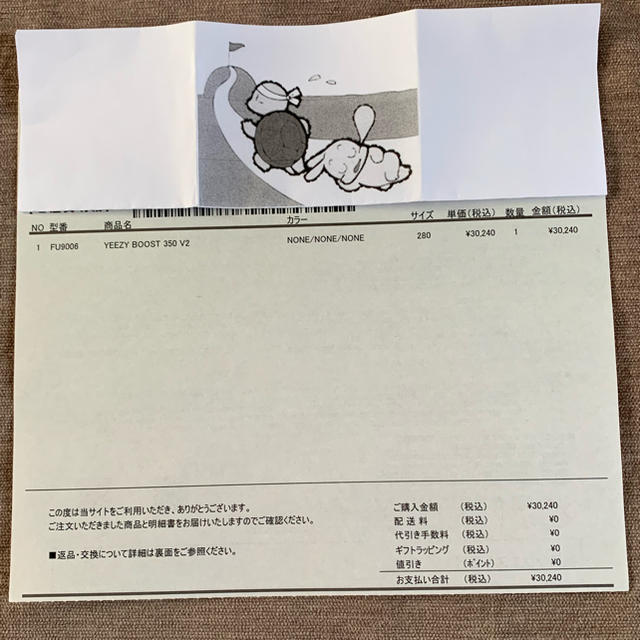 NO 型番 商品名 カラー サイズ 単価(税込) 数量 金額(税込)
1 FU9006 YEEZY BOOST 350 V2 NONE/NONE/NONE 280 ¥30,240 1 ¥30,240
この度は当サイトをご利用いただき、ありがとうございます。
ご注文いただきました商品と明細書をお届けいたしますのでご確認ください。
■返品・交換について詳細は裏面をご参照ください。
ご購入金額 (税込) ¥30,240
配送料 (税込) ¥0
代引き手数料 (税込) ¥0
ギフトラッピング (税込) ¥0
値引き (ポイント) ¥0
お支払い合計 (税込) ¥30,240